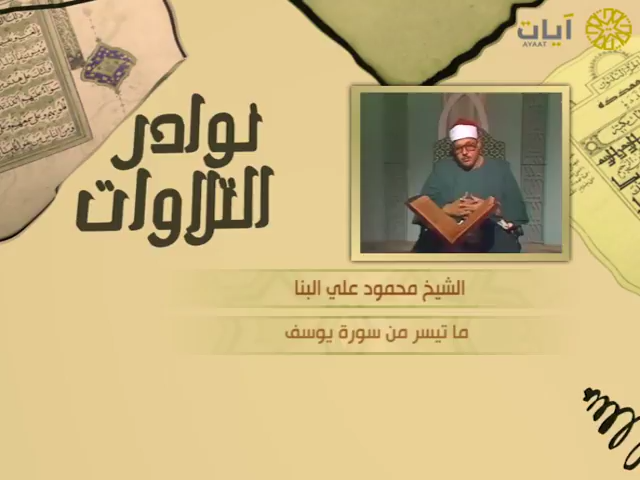 آيات
AYAAT
نوادر
التلاوات
الشيخ محمود علي البنا
ما تيسر من سورة يوسف